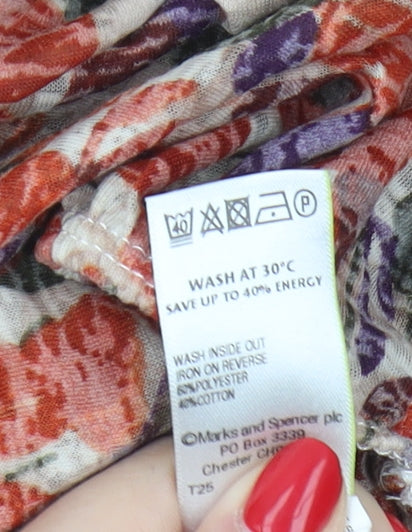 40 P
WASH AT 30°C
SAVE UP TO 40% ENERGY
WASH INSIDE OUT
IRON ON REVERSE
60%POLYESTER
40%COTTON
©Marks and Spencer plc
PO Box 3339
Chester
T25